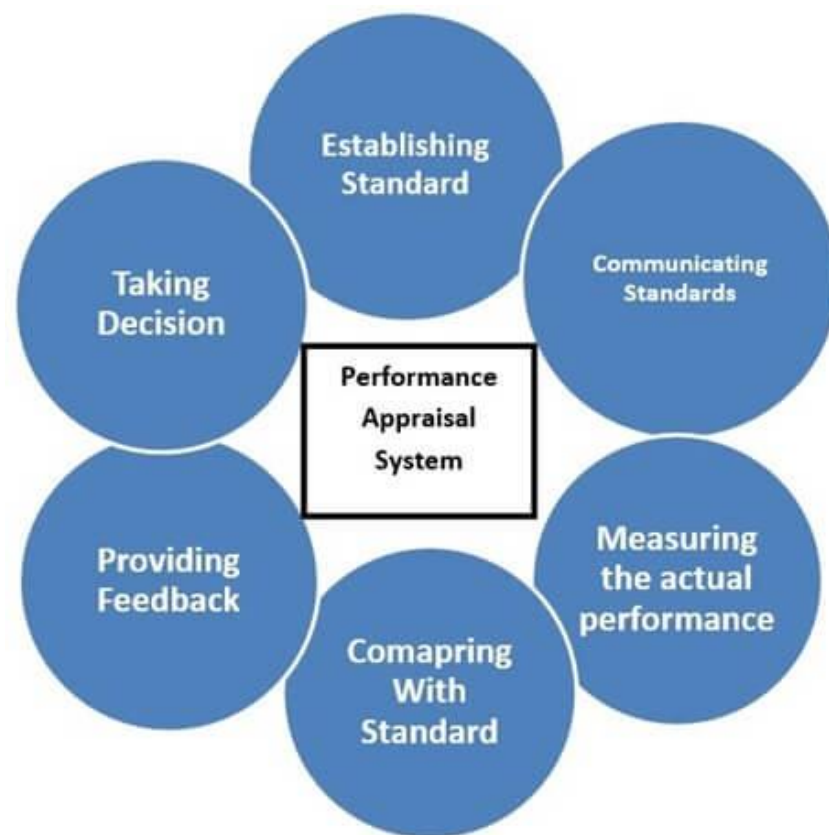 Establishing
Standard
Communicating
Standards
Measuring
the actual
performance
Comapring
With
Standard
Providing
Feedback
Taking
Decision
Performance
Appraisal
System